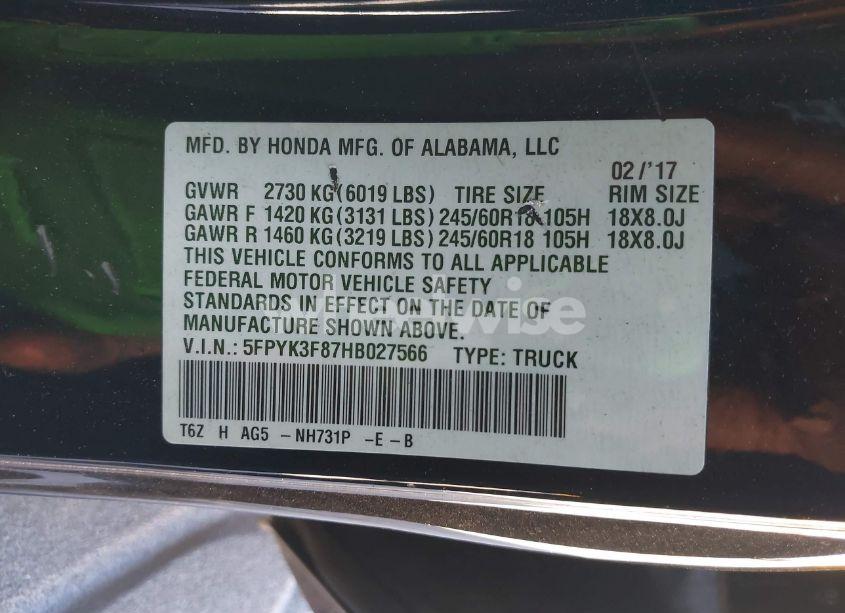 MFD. BY HONDA MFG. OF ALABAMA, LLC
02/'17
GVWR 2730 KG(6019 LBS) TIRE SIZE RIM SIZE
GAWR F 1420 KG(3131 LBS) 245/60R18 105H 18X8.0J
GAWR R 1460 KG(3219 LBS) 245/60R18 105H 18X8.0J
THIS VEHICLE CONFORMS TO ALL APPLICABLE
FEDERAL MOTOR VEHICLE SAFETY
STANDARDS IN EFFECT ON THE DATE OF
MANUFACTURE SHOWN ABOVE.
V.I.N.: 5FPYK3F87HB027566 TYPE: TRUCK
T6Z H AG5 -NH731P -E -B